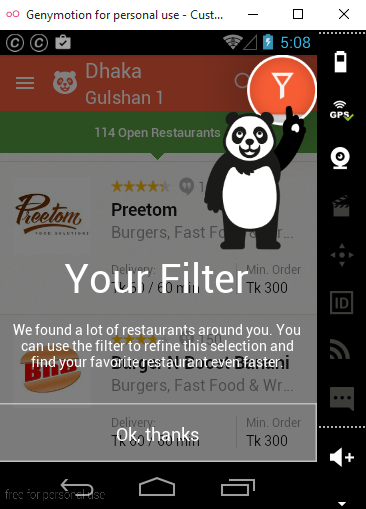 Genymotion for personal use - Cust...
5:08
Dhaka
Gulshan 1
114 Open Restaurants
Preetom
FOOD SOLUTIONS
Preetom
Burgers, Fast Food & Wr...
Delivery:
Min. Order
Tk 60 / 60 min
Tk 300
Your Filter
We found a lot of restaurants around you. You
can use the filter to refine this selection and
find your favorite restaurant even faster.
BNB
Burgers, Fast Food & Wr...
Delivery:
Min. Order
Tk 60 / 60 min
Tk 300
Ok, thanks
free for personal use
GPS
ID